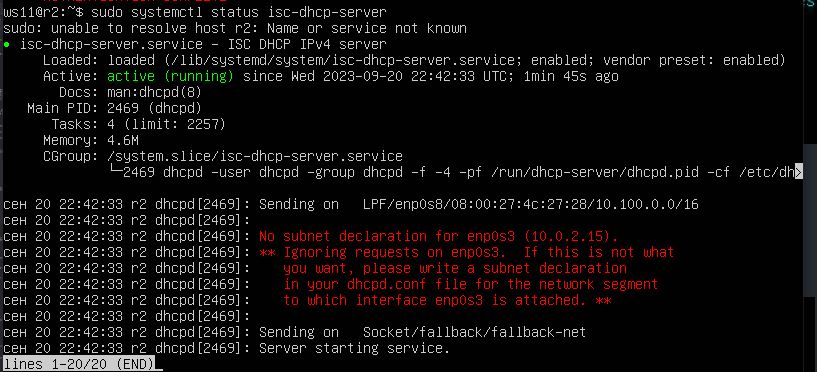 ws11@r2:~$ sudo systemctl status isc-dhcp-server
sudo: unable to resolve host r2: Name or service not known
● isc-dhcp-server.service - ISC DHCP IPv4 server
Loaded: loaded (/lib/systemd/system/isc-dhcp-server.service; enabled; vendor preset: enabled)
Active: active (running) since Wed 2023-09-20 22:42:33 UTC; 1min 45s ago
Docs: man:dhcpd(8)
Main PID: 2469 (dhcpd)
Tasks: 4 (limit: 2257)
Memory: 4.6M
CGroup: /system.slice/isc-dhcp-server.service
└─2469 dhcpd -user dhcpd -group dhcpd -f -4 -pf /run/dhcp-server/dhcpd.pid -cf /etc/dh>
сен 20 22:42:33 r2 dhcpd[2469]: Sending on   LPF/enp0s8/08:00:27:4c:27:28/10.100.0.0/16
сен 20 22:42:33 r2 dhcpd[2469]:
сен 20 22:42:33 r2 dhcpd[2469]: No subnet declaration for enp0s3 (10.0.2.15).
сен 20 22:42:33 r2 dhcpd[2469]: ** Ignoring requests on enp0s3.  If this is not what
сен 20 22:42:33 r2 dhcpd[2469]:    you want, please write a subnet declaration
сен 20 22:42:33 r2 dhcpd[2469]:    in your dhcpd.conf file for the network segment
сен 20 22:42:33 r2 dhcpd[2469]:    to which interface enp0s3 is attached. **
сен 20 22:42:33 r2 dhcpd[2469]:
сен 20 22:42:33 r2 dhcpd[2469]: Sending on   Socket/fallback/fallback-net
сен 20 22:42:33 r2 dhcpd[2469]: Server starting service.
lines 1-20/20 (END)